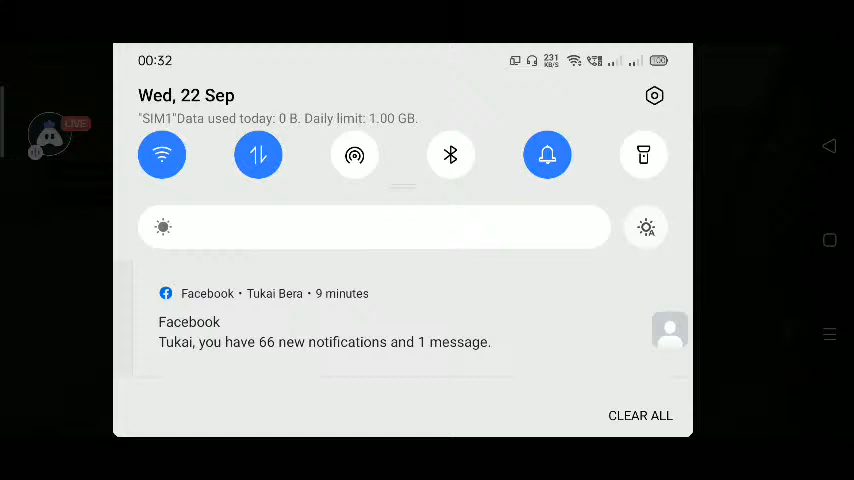 00:32
231
KB/S
100
LIVE
Wed, 22 Sep
"SIM1"Data used today: 0 B. Daily limit: 1.00 GB.
A
Facebook • Tukai Bera • 9 minutes
Facebook
Tukai, you have 66 new notifications and 1 message.
CLEAR ALL